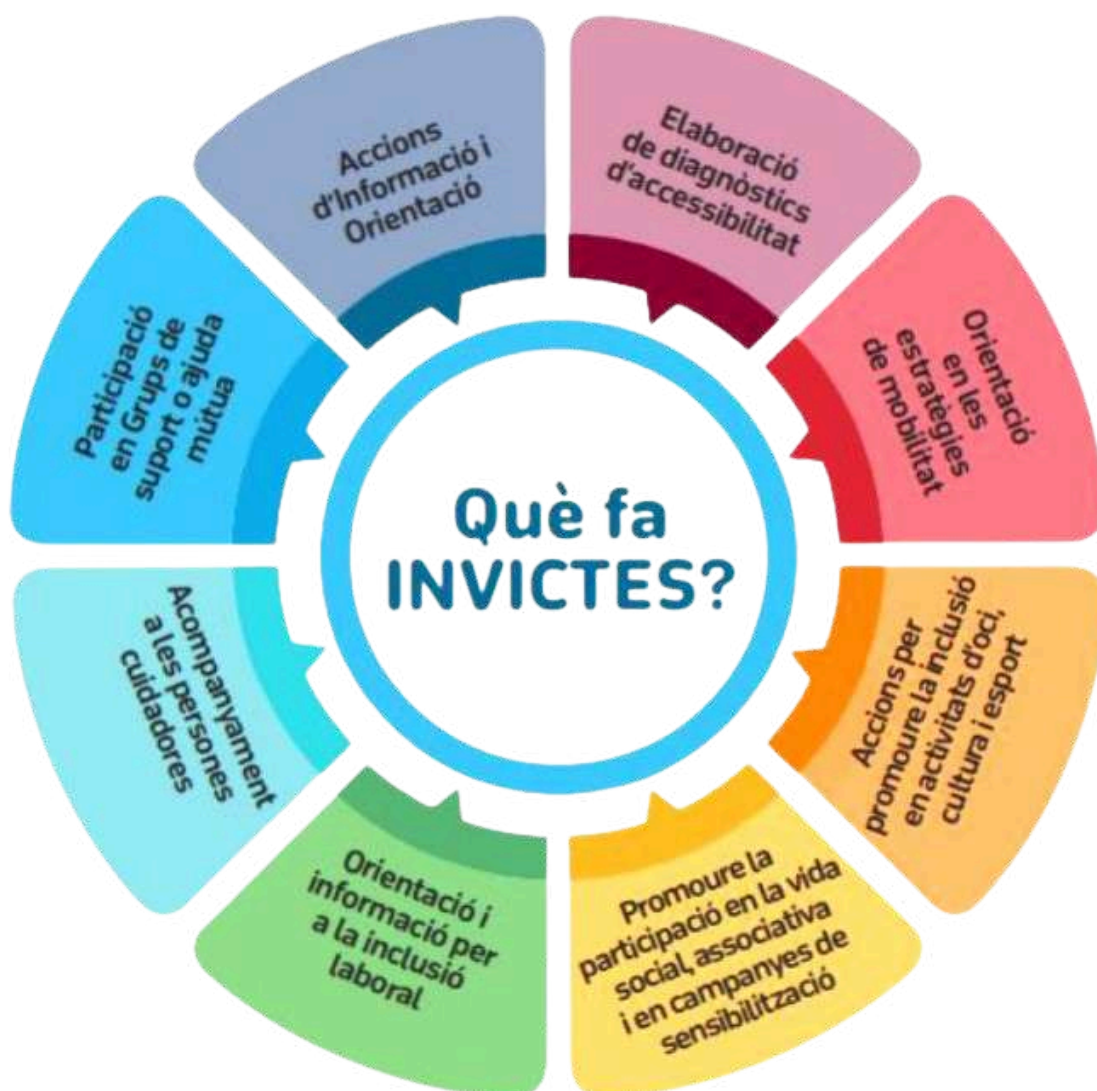 Què fa
INVICTES?
Accions
d'Informació i
Orientació
Elaboració
de diagnòstics
d'accessibilitat
Orientació
en les
estratègies
de mobilitat
Accions per
promoure la inclusió
en activitats d'oci,
cultura i esport
Promoure la
participació en la vida
social, associativa
i en campanyes de
sensibilització
Orientació i
informació per
a la inclusió
laboral
Acompanyament
a les persones
cuidadores
Participació
en Grups de
suport o ajuda
mútua